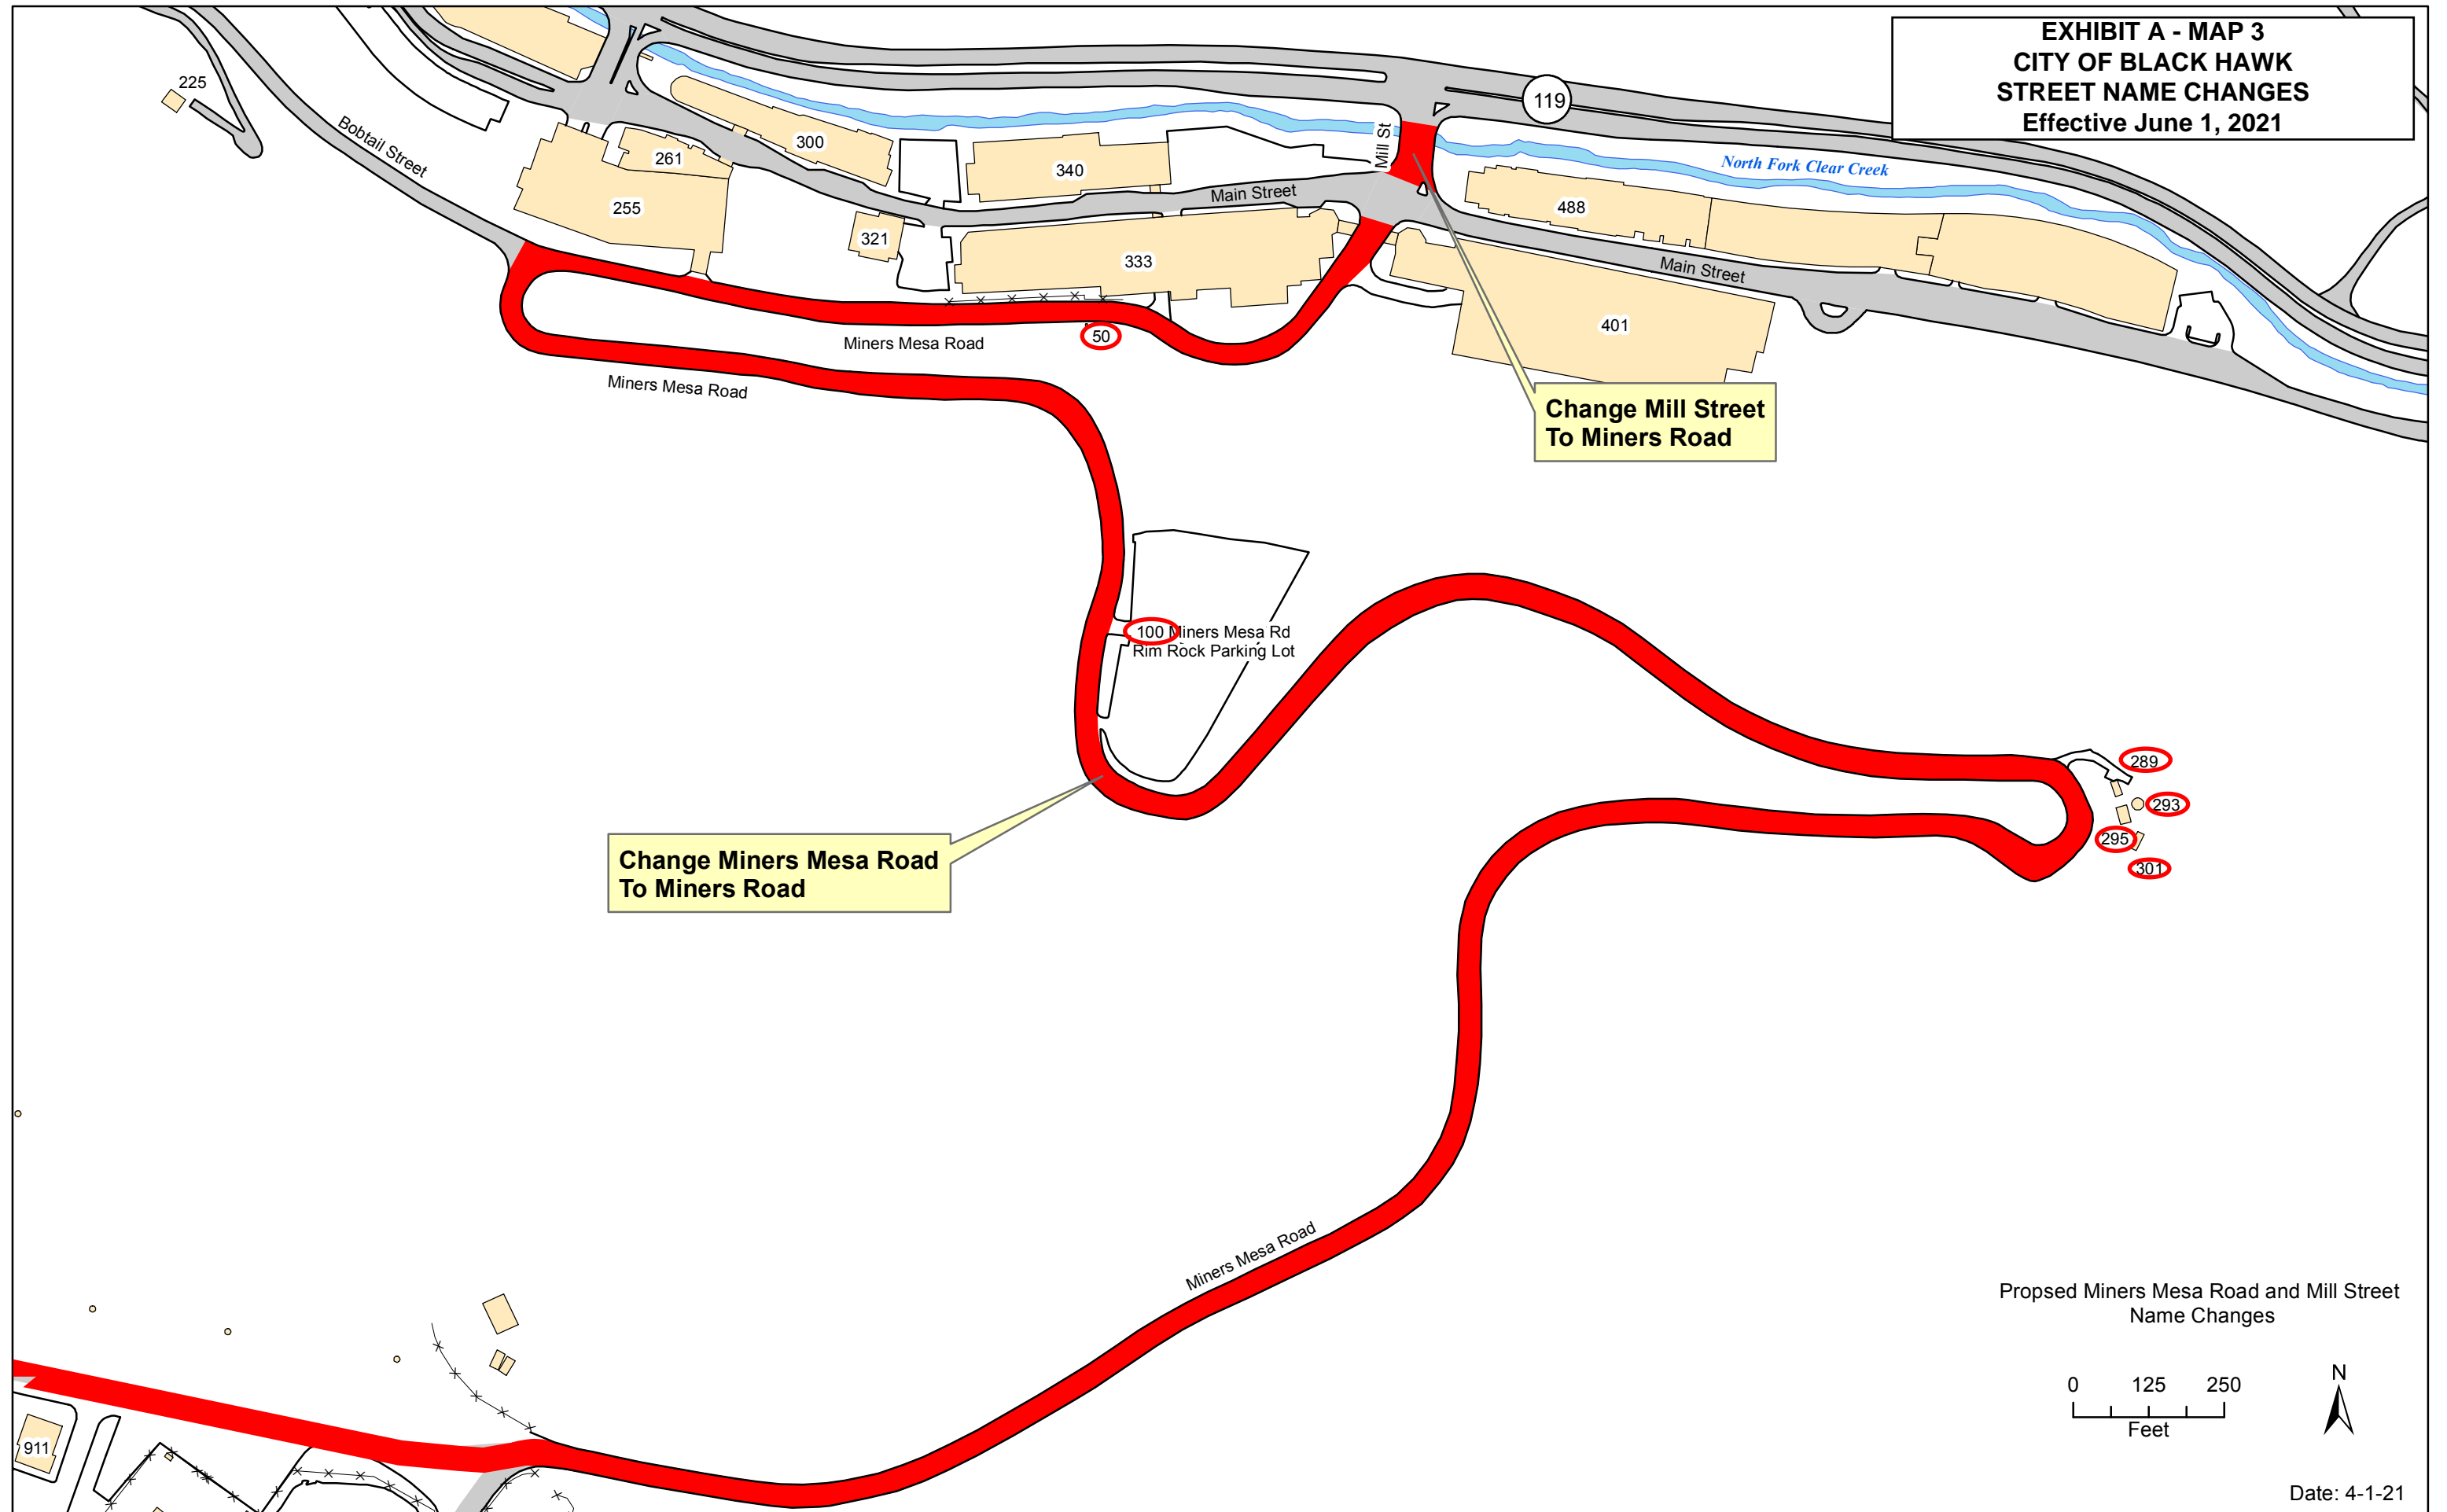 EXHIBIT A - MAP 3
CITY OF BLACK HAWK
STREET NAME CHANGES
Effective June 1, 2021
225
Bobtail Street
261
255
300
321
340
333
Main Street
Mill St
119
North Fork Clear Creek
488
Main Street
401
50
Miners Mesa Road
Miners Mesa Road
Change Mill Street
To Miners Road
100 Miners Mesa Rd
Rim Rock Parking Lot
289
293
295
301
Change Miners Mesa Road
To Miners Road
Miners Mesa Road
911
Propsed Miners Mesa Road and Mill Street
Name Changes
0 125 250
Feet
N
Date: 4-1-21